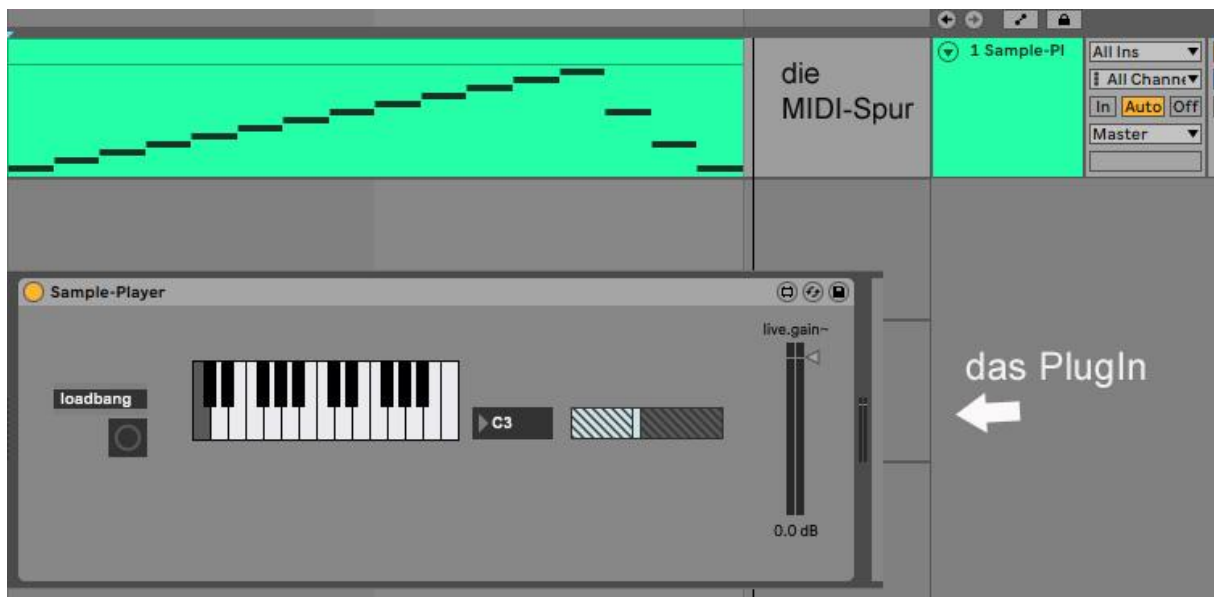 1 Sample-Pl
All Ins
All Channe
In Auto Off
Master
die
MIDI-Spur
Sample-Player
live.gain~
loadbang
C3
0.0 dB
das PlugIn